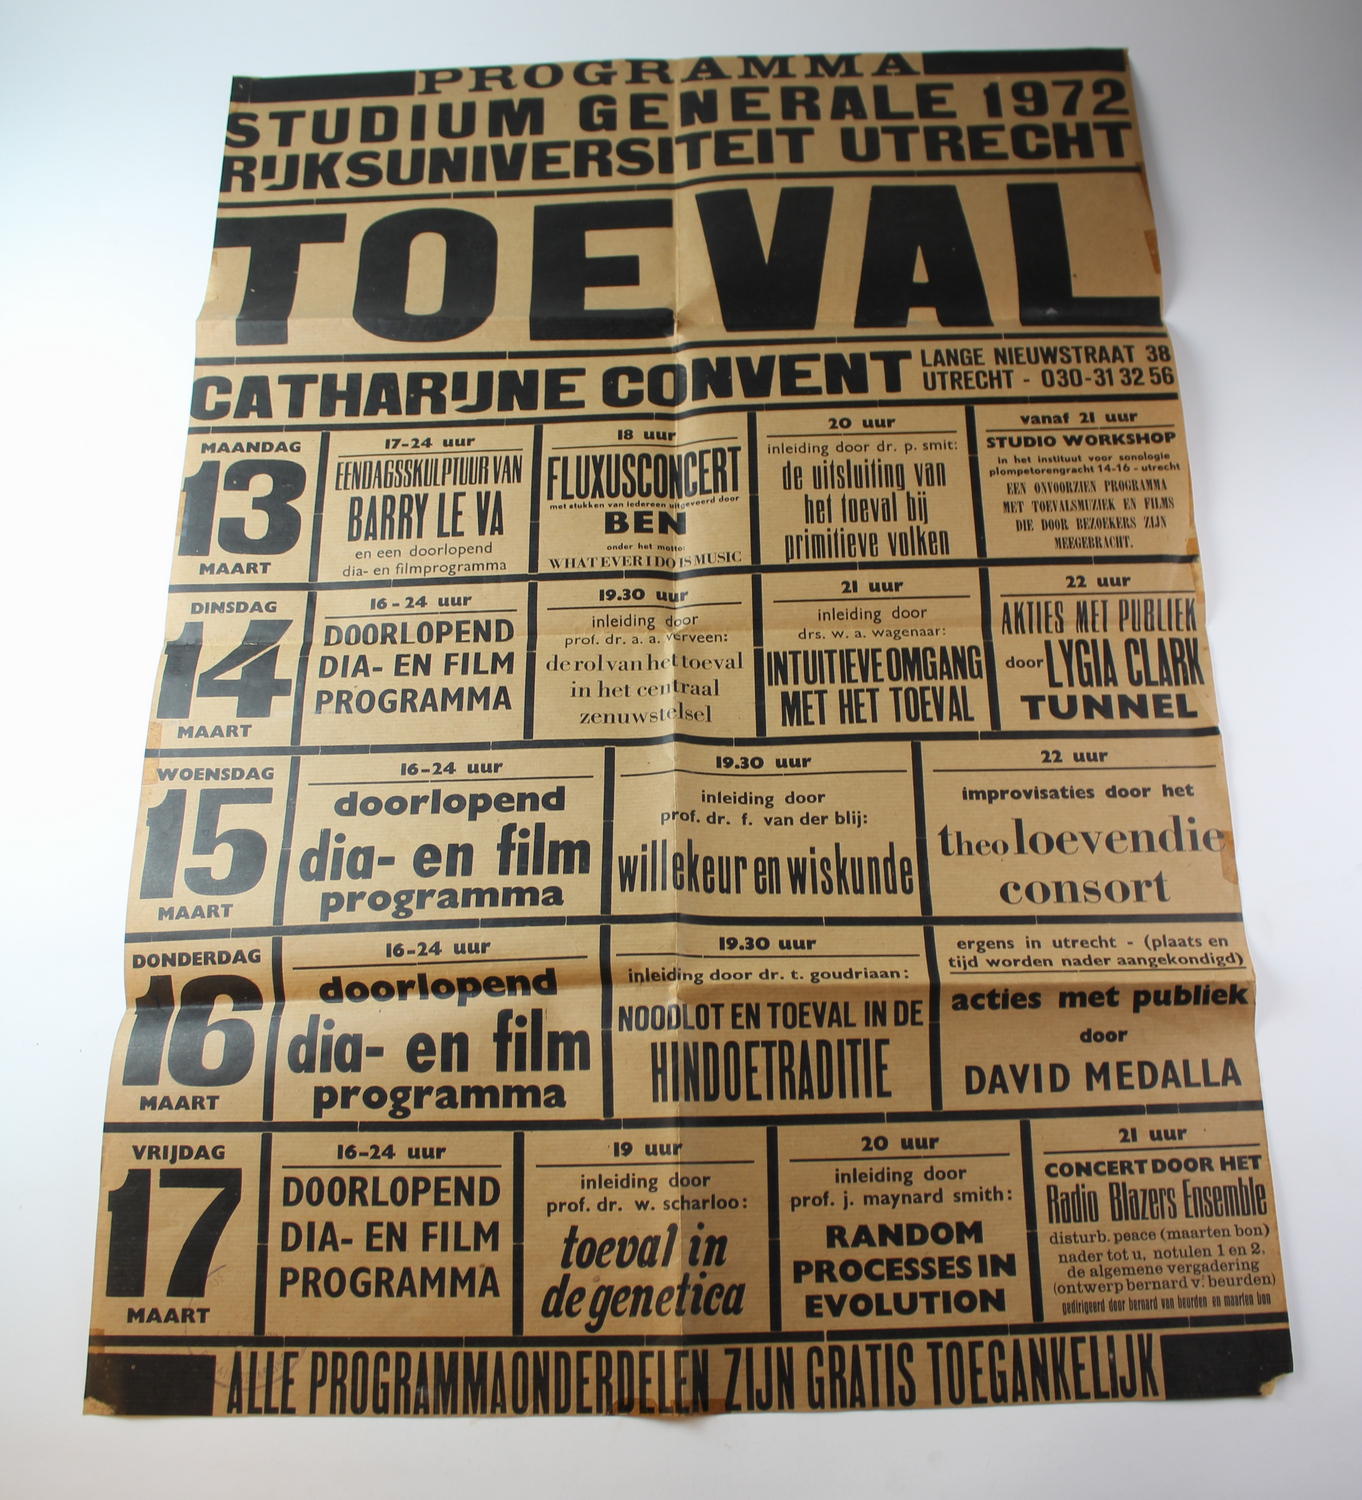 PROGRAMMA
STUDIUM GENERALE 1972
RIJKSUNIVERSITEIT UTRECHT
TOEVAL
CATHARIJNE CONVENT
LANGE NIEUWSTRAAT 38
UTRECHT - 030-31 32 56
MAANDAG
13
MAART
17-24 uur
EENDAGSSKULPTUUR VAN
BARRY LE VA
en een doorlopend
dia- en filmprogramma
18 uur
FLUXUSCONCERT
met stukken van iedereen uitgevoerd door
BEN
onder het motto:
WHATEVER I DO IS MUSIC
20 uur
inleiding door dr. p. smit:
de uitsluiting van
het toeval bij
primitieve volken
vanaf 21 uur
STUDIO WORKSHOP
in het instituut voor sonologie
plompetorengracht 14-16 - utrecht
EEN ONVOORZIEN PROGRAMMA
MET TOEVALSMUZIEK EN FILMS
DIE DOOR BEZOEKERS ZIJN
MEEGEBRACHT.
DINSDAG
14
MAART
16 - 24 uur
DOORLOPEND
DIA- EN FILM
PROGRAMMA
19.30 uur
inleiding door
prof. dr. a. a. verveen:
de rol van het toeval
in het centraal
zenuwstelsel
21 uur
inleiding door
drs. w. a. wagenaar:
INTUITIEVE OMGANG
MET HET TOEVAL
22 uur
AKTIES MET PUBLIEK
door LYGIA CLARK
TUNNEL
WOENSDAG
15
MAART
16-24 uur
doorlopend
dia- en film
programma
19.30 uur
inleiding door
prof. dr. f. van der blij:
willekeur en wiskunde
22 uur
improvisaties door het
theo loevendie
consort
DONDERDAG
16
MAART
16-24 uur
doorlopend
dia- en film
programma
19.30 uur
inleiding door dr. t. goudriaan:
NOODLOT EN TOEVAL IN DE
HINDOETRADITIE
ergens in utrecht - (plaats en
tijd worden nader aangekondigd)
acties met publiek
door
DAVID MEDALLA
VRIJDAG
17
MAART
16-24 uur
DOORLOPEND
DIA- EN FILM
PROGRAMMA
19 uur
inleiding door
prof. dr. w. scharloo:
toeval in
de genetica
20 uur
inleiding door
prof. j. maynard smith:
RANDOM
PROCESSES IN
EVOLUTION
21 uur
CONCERT DOOR HET
Radio Blazers Ensemble
disturb. peace (maarten bon)
nader tot u, notulen 1 en 2,
de algemene vergadering
(ontwerp bernard v. beurden)
gedirigeerd door bernard van beurden en maarten bon
ALLE PROGRAMMAONDERDELEN ZIJN GRATIS TOEGANKELIJK